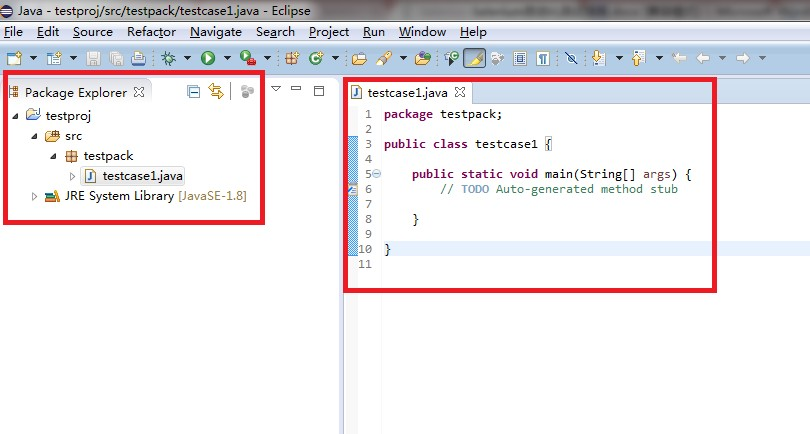 Java - testproj/src/testpack/testcase1.java - Eclipse
File Edit Source Refactor Navigate Search Project Run Window Help
Package Explorer
testproj
src
testpack
testcase1.java
JRE System Library [JavaSE-1.8]
testcase1.java
1 package testpack;
2
3 public class testcase1 {
4
5 public static void main(String[] args) {
6 // TODO Auto-generated method stub
7
8 }
9
10 }
11